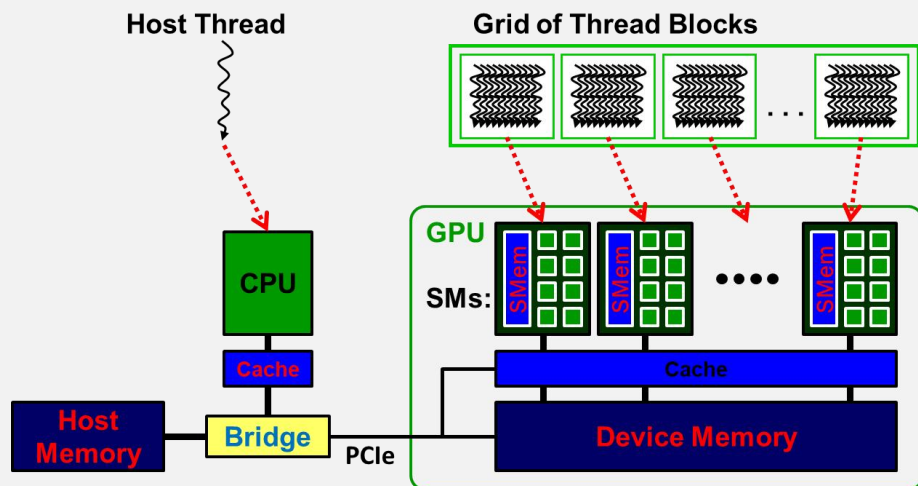 Host Thread
Grid of Thread Blocks
. . .
GPU
CPU
SMs:
SMem
SMem
SMem
Cache
Cache
Host
Memory
Bridge
PCIe
Device Memory